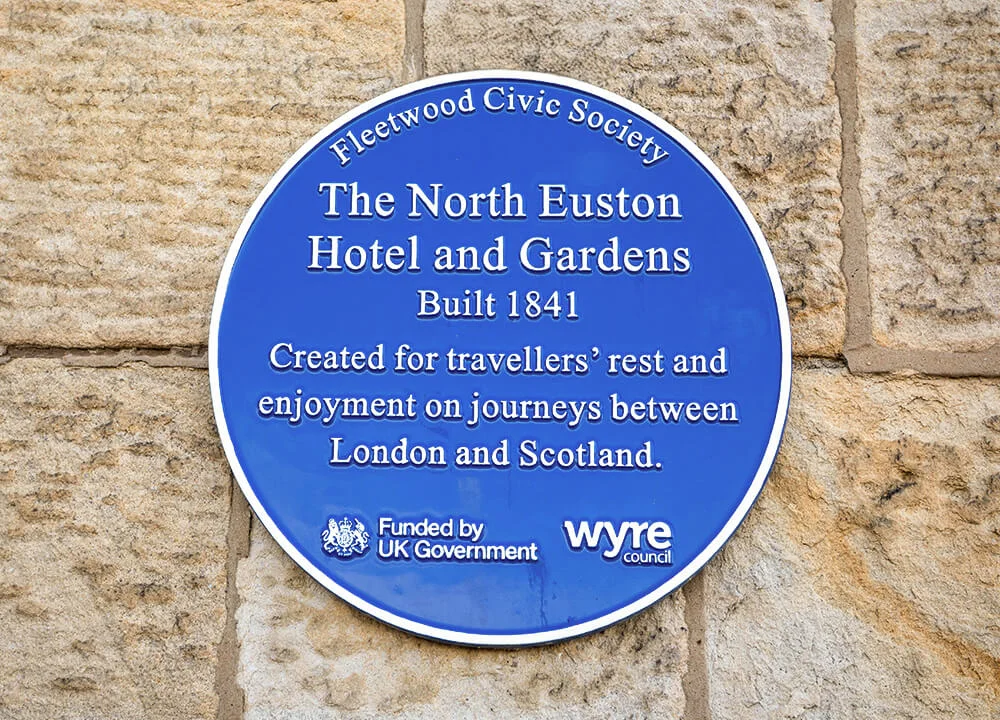 Fleetwood Civic Society
The North Euston
Hotel and Gardens
Built 1841
Created for travellers’ rest and
enjoyment on journeys between
London and Scotland.
Funded by
UK Government
wyre
council